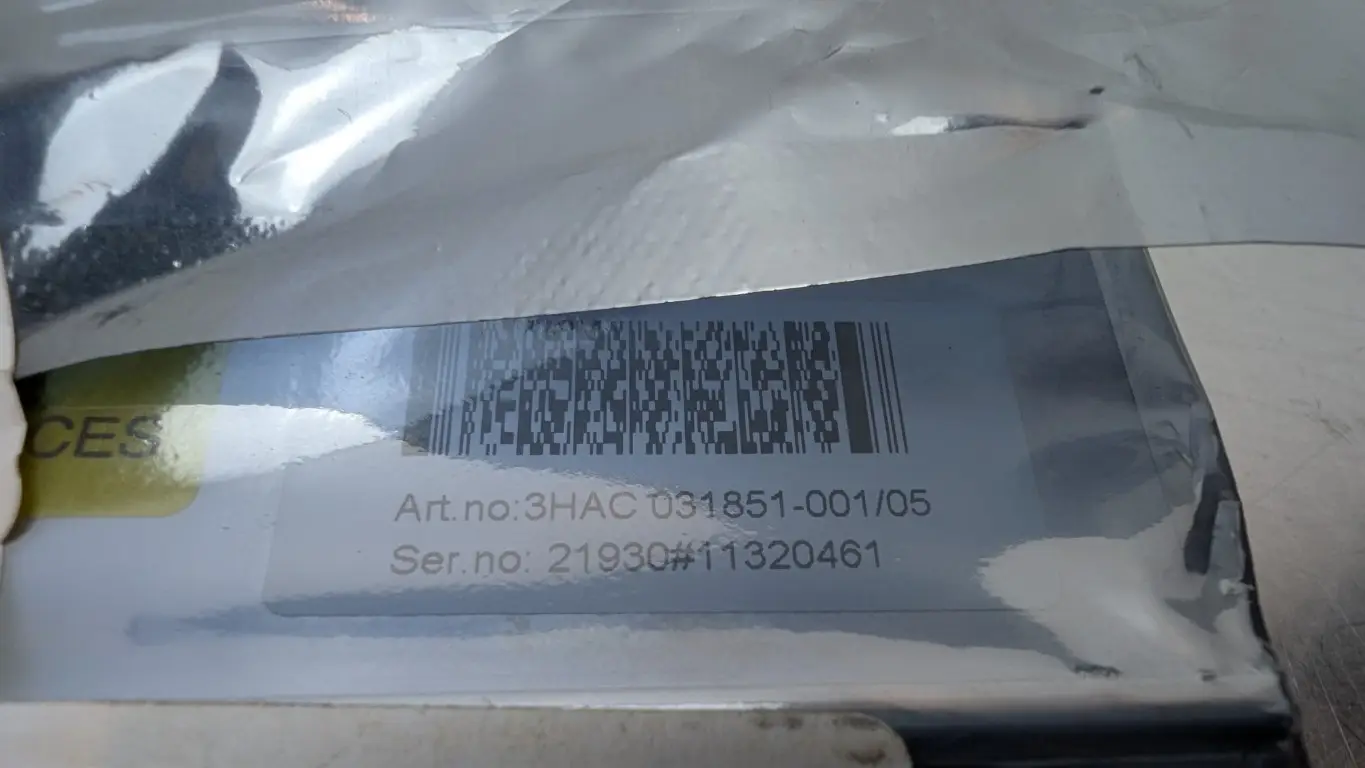 CES
Art.no:3HAC 031851-001/05
Ser.no: 21930#11320461